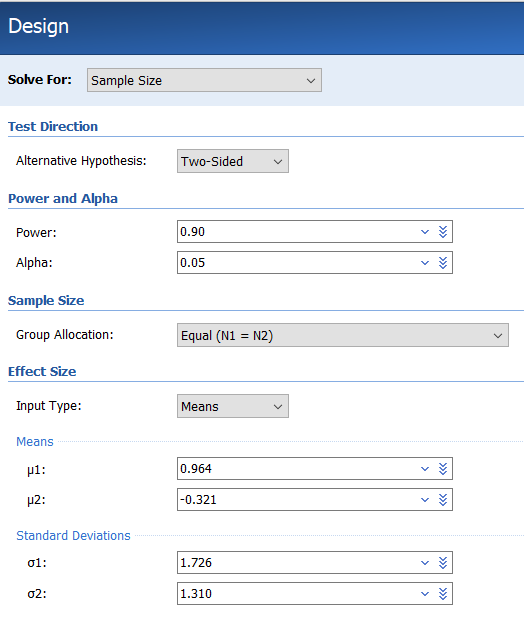 Design
Solve For: Sample Size
Test Direction
Alternative Hypothesis: Two-Sided
Power and Alpha
Power: 0.90
Alpha: 0.05
Sample Size
Group Allocation: Equal (N1 = N2)
Effect Size
Input Type: Means
Means
μ1: 0.964
μ2: -0.321
Standard Deviations
σ1: 1.726
σ2: 1.310